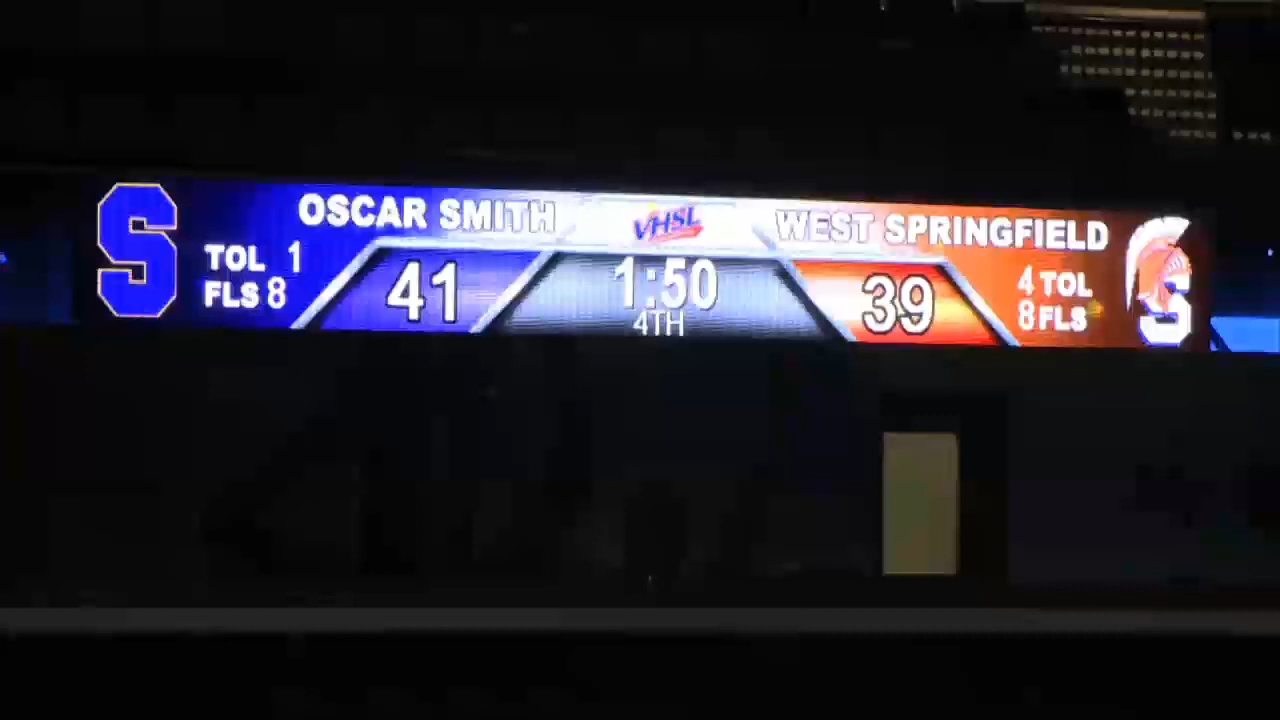 S
OSCAR SMITH
TOL 1
FLS 8
41
VHSL
1:50
4TH
WEST SPRINGFIELD
39
4 TOL
8 FLS
S